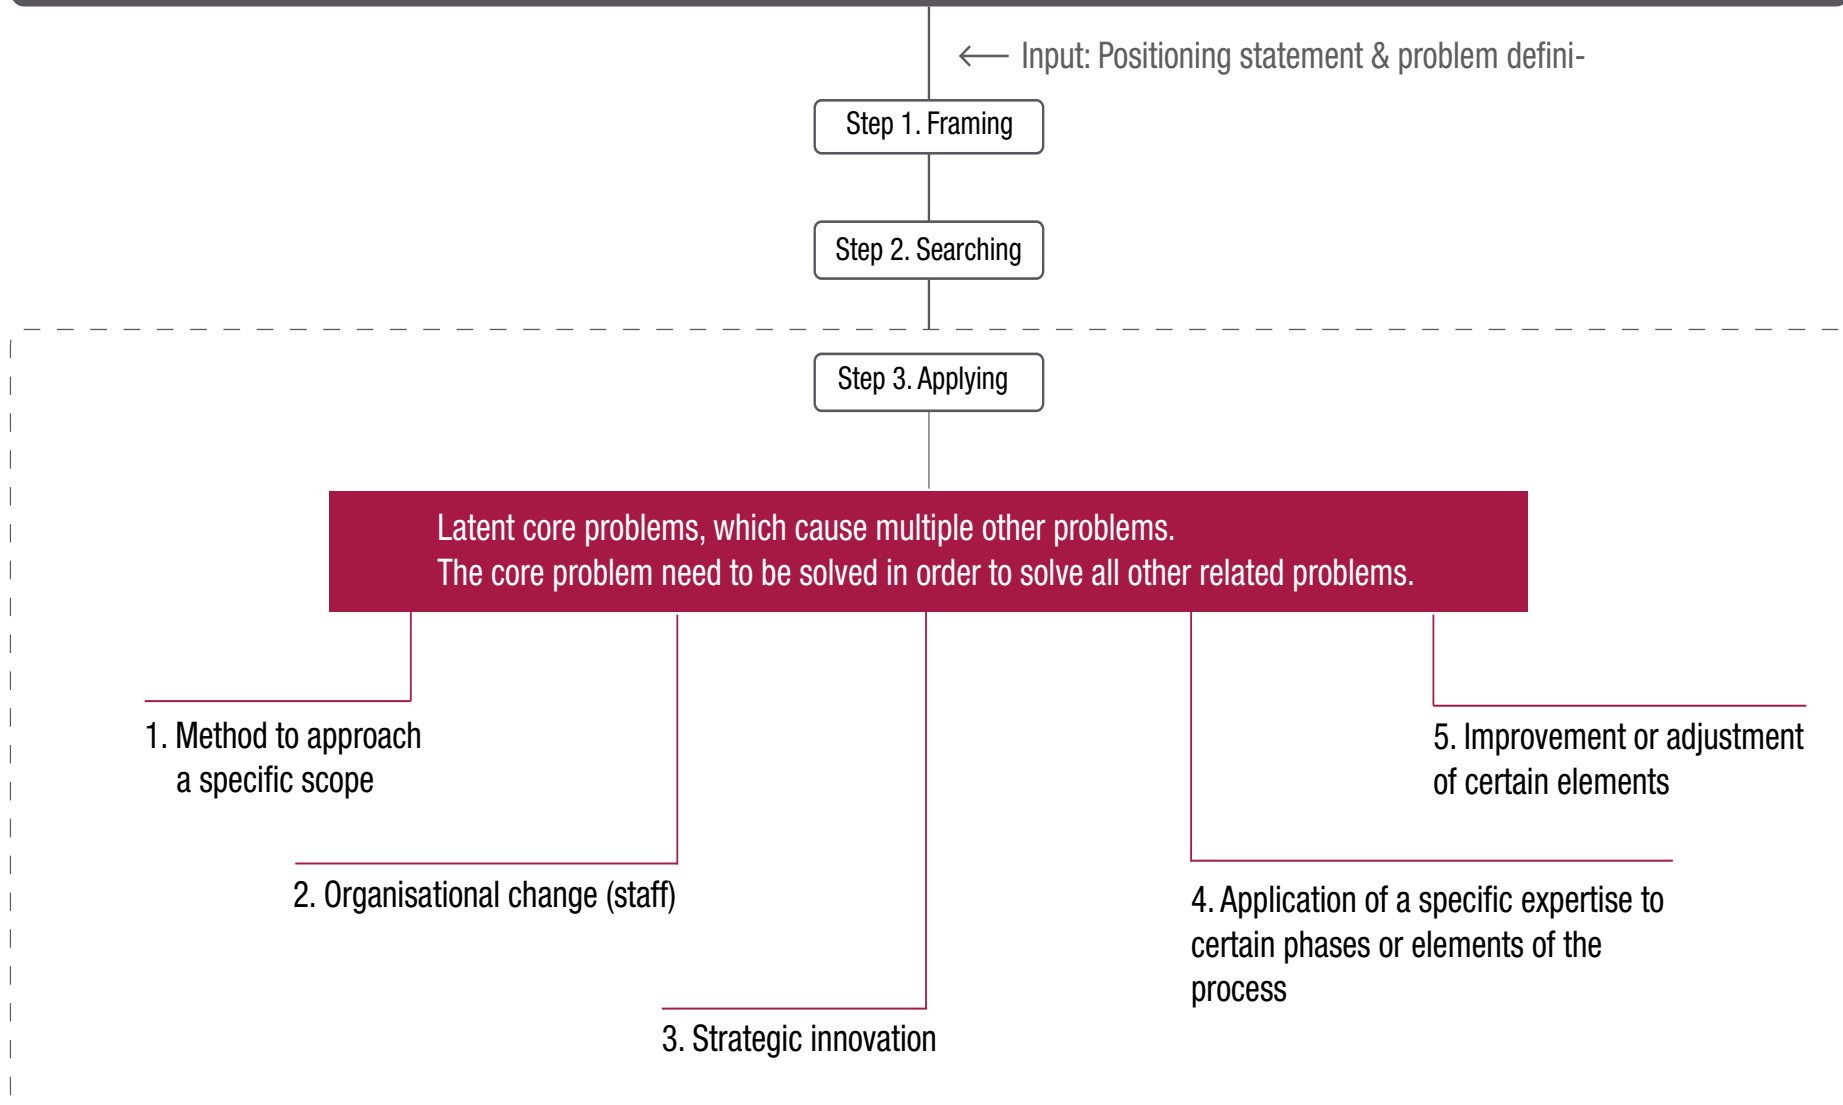 Input: Positioning statement & problem defini-
Step 1. Framing
Step 2. Searching
Step 3. Applying
Latent core problems, which cause multiple other problems.
The core problem need to be solved in order to solve all other related problems.
1. Method to approach
a specific scope
2. Organisational change (staff)
3. Strategic innovation
4. Application of a specific expertise to
certain phases or elements of the
process
5. Improvement or adjustment
of certain elements